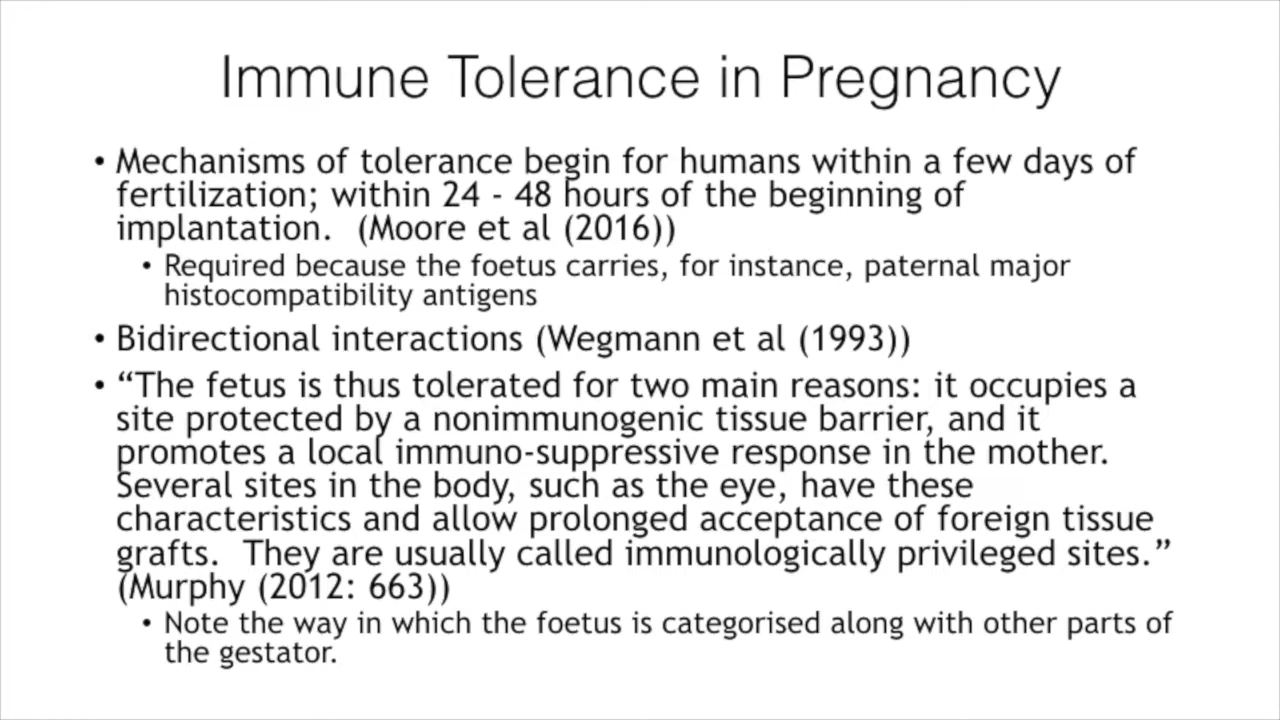 Immune Tolerance in Pregnancy
• Mechanisms of tolerance begin for humans within a few days of
fertilization; within 24 - 48 hours of the beginning of
implantation.  (Moore et al (2016))
• Required because the foetus carries, for instance, paternal major
histocompatibility antigens
• Bidirectional interactions (Wegmann et al (1993))
• “The fetus is thus tolerated for two main reasons: it occupies a
site protected by a nonimmunogenic tissue barrier, and it
promotes a local immuno-suppressive response in the mother.
Several sites in the body, such as the eye, have these
characteristics and allow prolonged acceptance of foreign tissue
grafts.  They are usually called immunologically privileged sites.”
(Murphy (2012: 663))
• Note the way in which the foetus is categorised along with other parts of
the gestator.